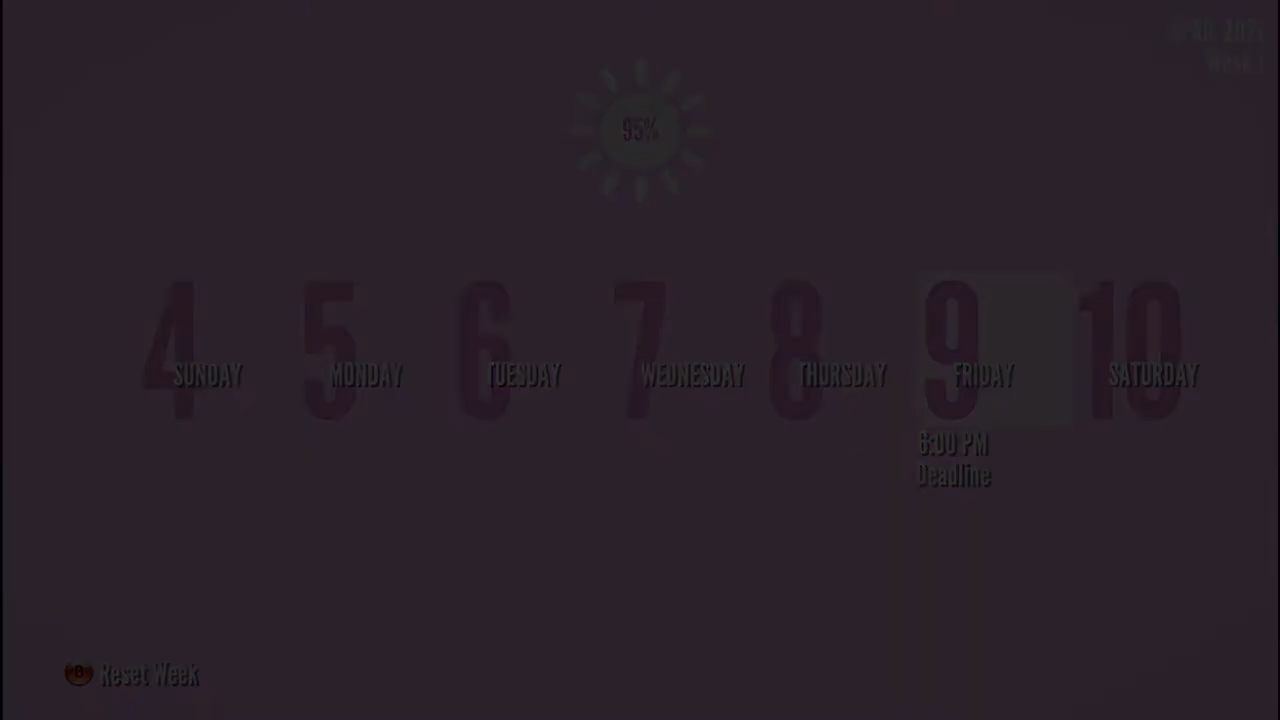 95%
4 5 6 7 8 9 10
SUNDAY MONDAY TUESDAY WEDNESDAY THURSDAY FRIDAY SATURDAY
6:00 PM
Deadline
B Reset Week